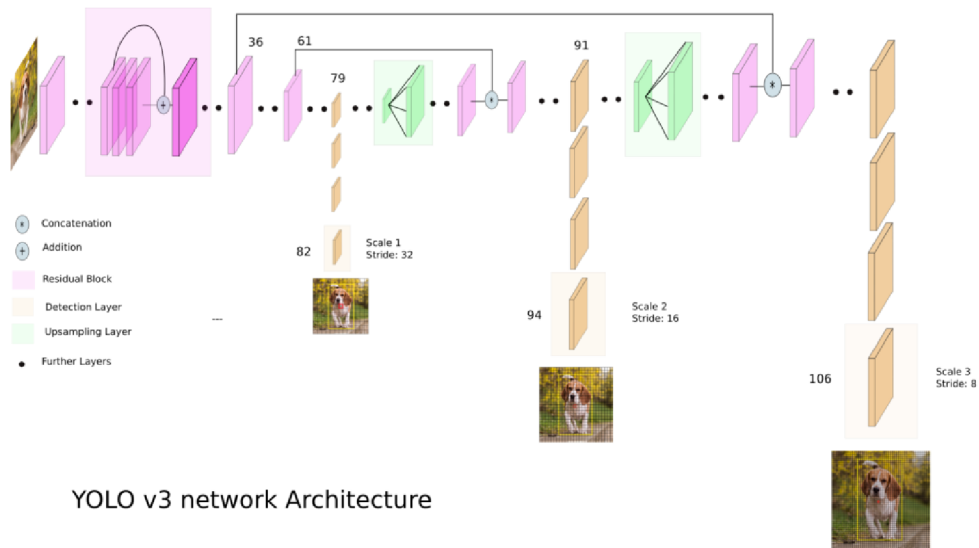 36
61
79
91
Concatenation
Addition
Residual Block
Detection Layer
Upsampling Layer
Further Layers
82
Scale 1
Stride: 32
....
94
Scale 2
Stride: 16
106
Scale 3
Stride: 8
YOLO v3 network Architecture